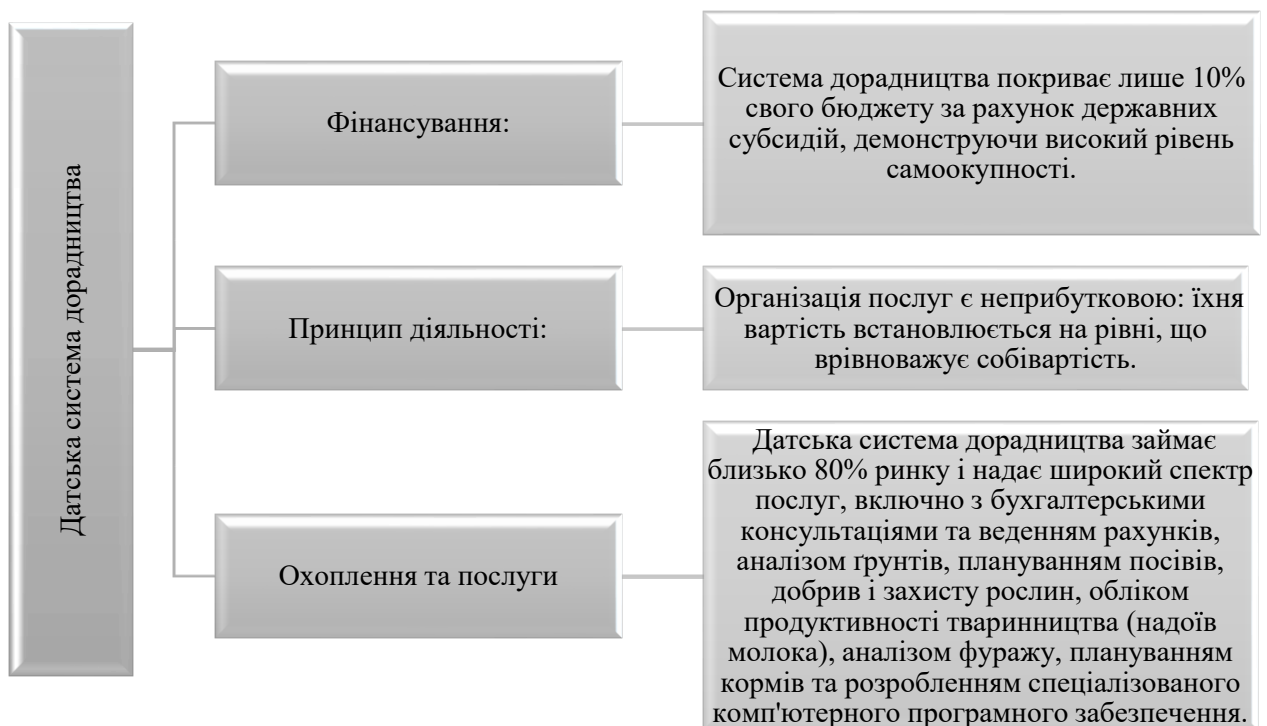 Датська система дорадництва
Фінансування:
Система дорадництва покриває лише 10%
свого бюджету за рахунок державних
субсидій, демонструючи високий рівень
самоокупності.
Принцип діяльності:
Організація послуг є неприбутковою: їхня
вартість встановлюється на рівні, що
врівноважує собівартість.
Охоплення та послуги
Датська система дорадництва займає
близько 80% ринку і надає широкий спектр
послуг, включно з бухгалтерськими
консультаціями та веденням рахунків,
аналізом ґрунтів, плануванням посівів,
добрив і захисту рослин, обліком
продуктивності тваринництва (надоїв
молока), аналізом фуражу, плануванням
кормів та розробленням спеціалізованого
комп'ютерного програмного забезпечення.